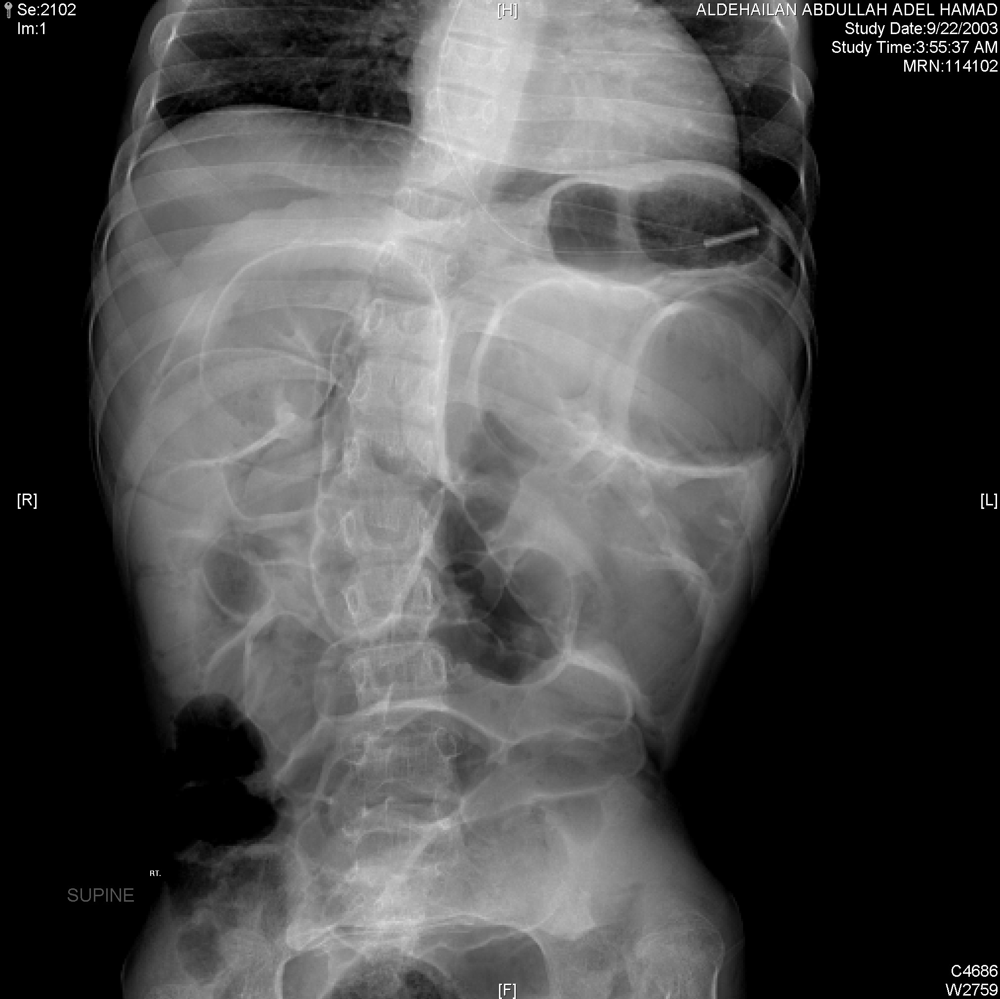 Se:2102
Im:1
[H]
ALDEHAILAN ABDULLAH ADEL HAMAD
Study Date:9/22/2003
Study Time:3:55:37 AM
MRN:114102
[R]
[L]
RT.
SUPINE
[F]
C4686
W2759